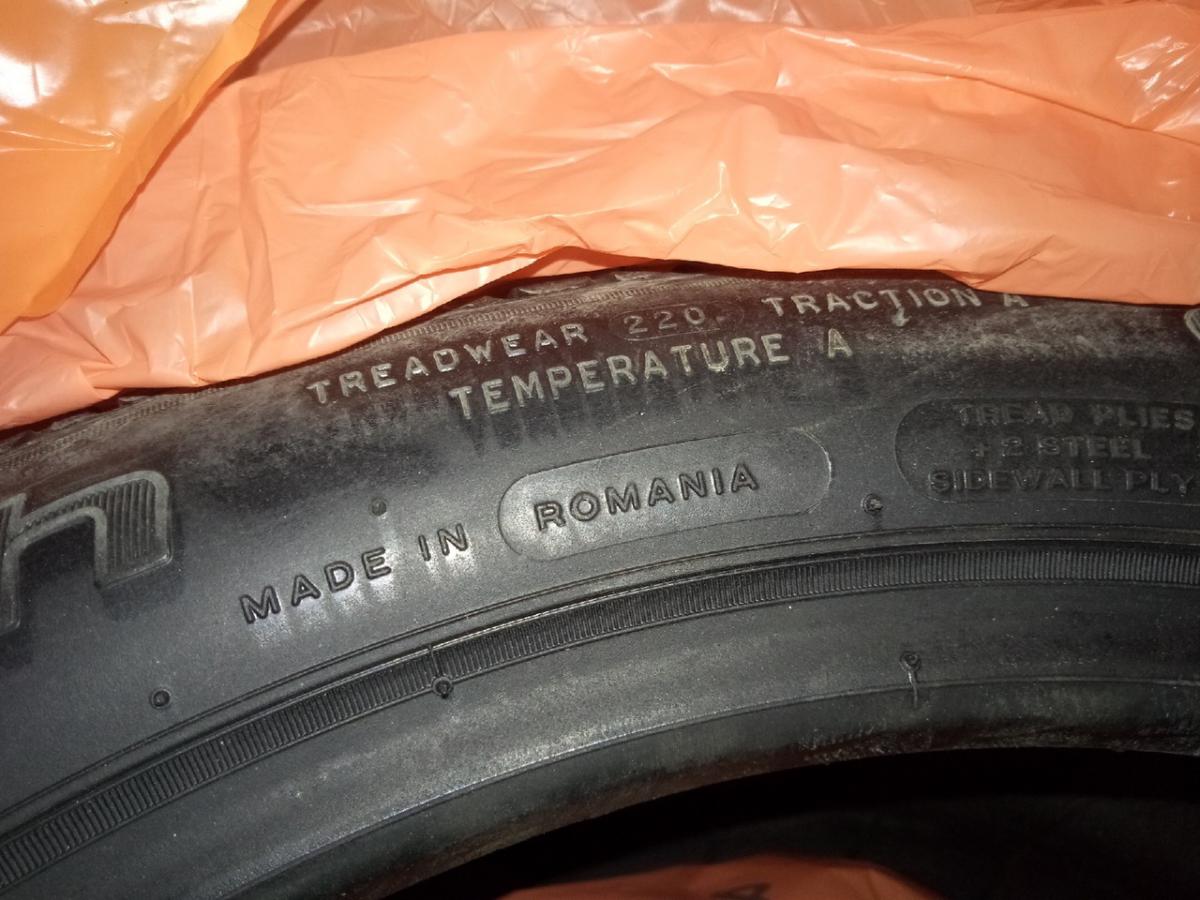 TREADWEAR 220 TRACTION A
TEMPERATURE A
TREAD PLIES
+ 2 STEEL
SIDEWALL PLY
MADE IN ROMANIA
n